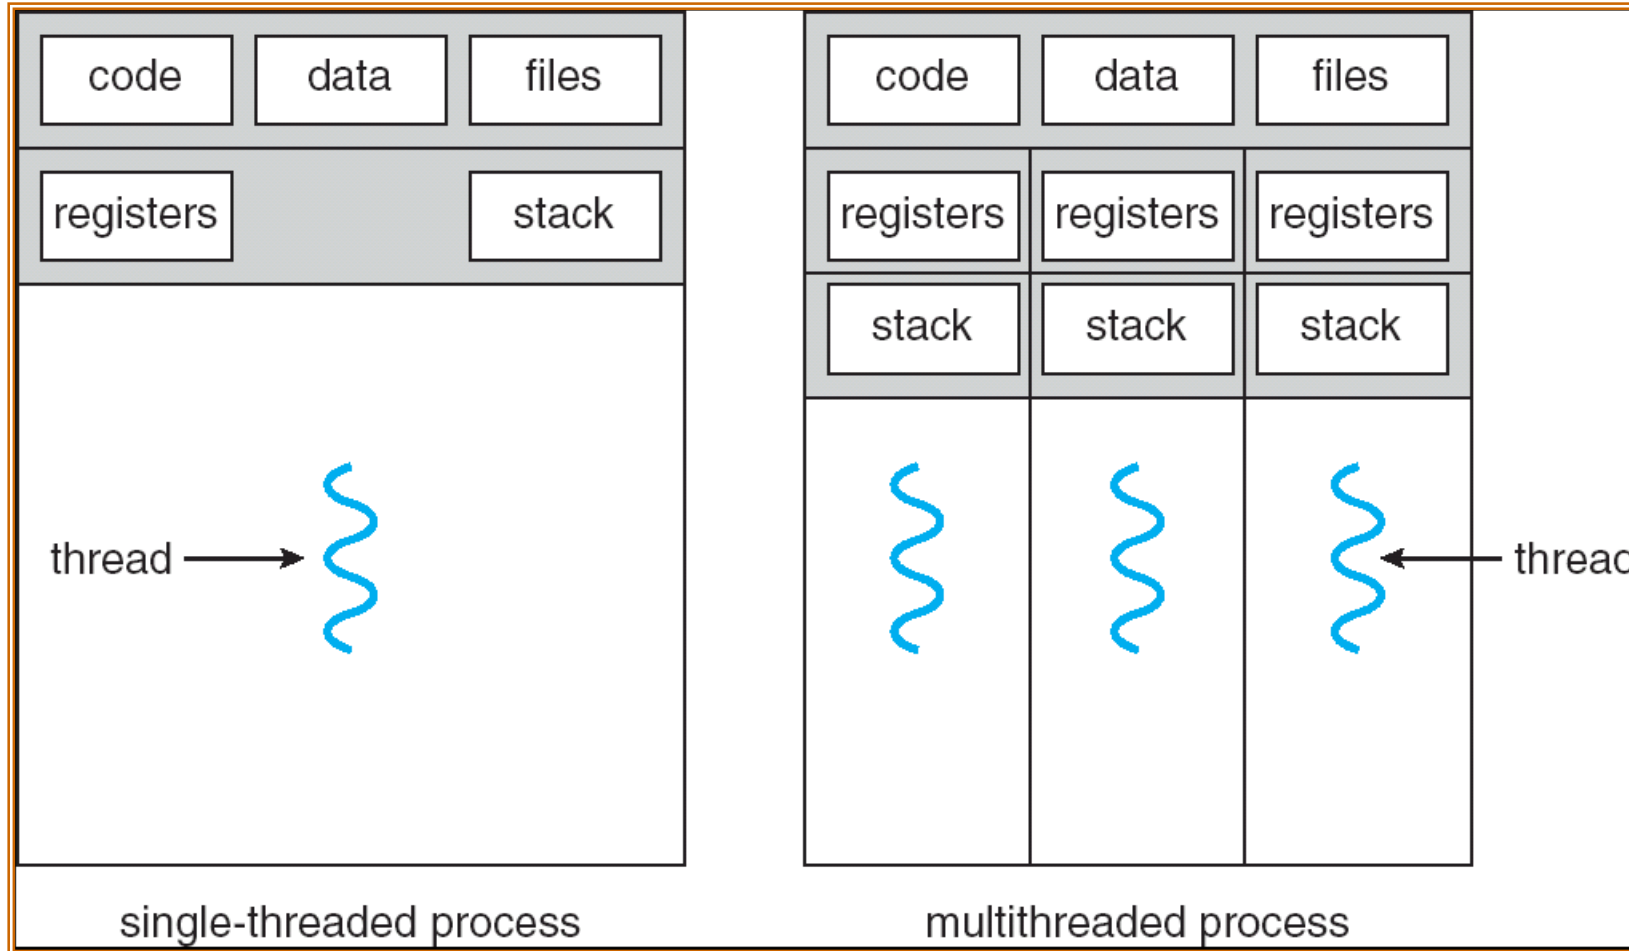 code data files
registers stack
thread
single-threaded process
code data files
registers registers registers
stack stack stack
thread
multithreaded process